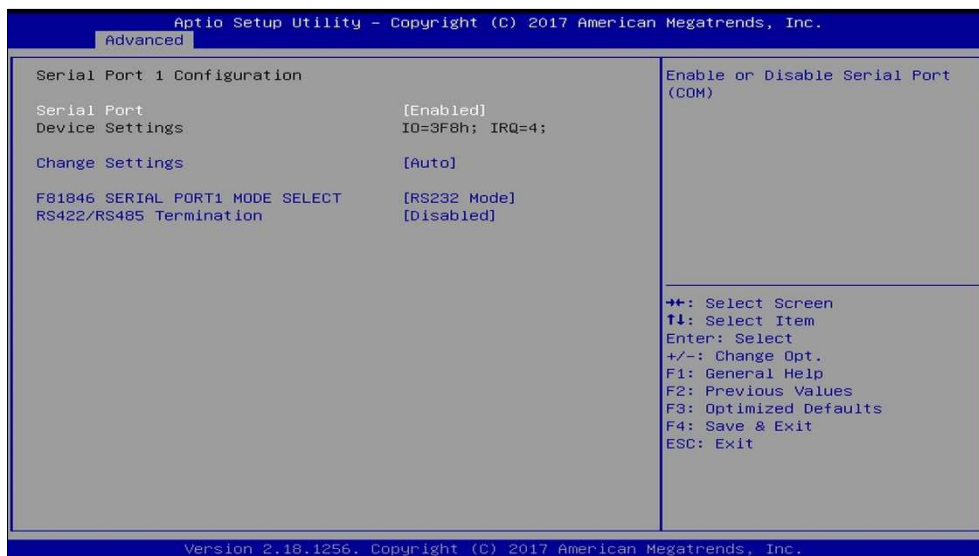 Aptio Setup Utility – Copyright (C) 2017 American Megatrends, Inc.
Advanced
Serial Port 1 Configuration
Serial Port [Enabled]
Device Settings IO=3F8h; IRQ=4;
Change Settings [Auto]
F81846 SERIAL PORT1 MODE SELECT [RS232 Mode]
RS422/RS485 Termination [Disabled]
Enable or Disable Serial Port
(COM)
→←: Select Screen
↑↓: Select Item
Enter: Select
+/-: Change Opt.
F1: General Help
F2: Previous Values
F3: Optimized Defaults
F4: Save & Exit
ESC: Exit
Version 2.18.1256. Copyright (C) 2017 American Megatrends, Inc.